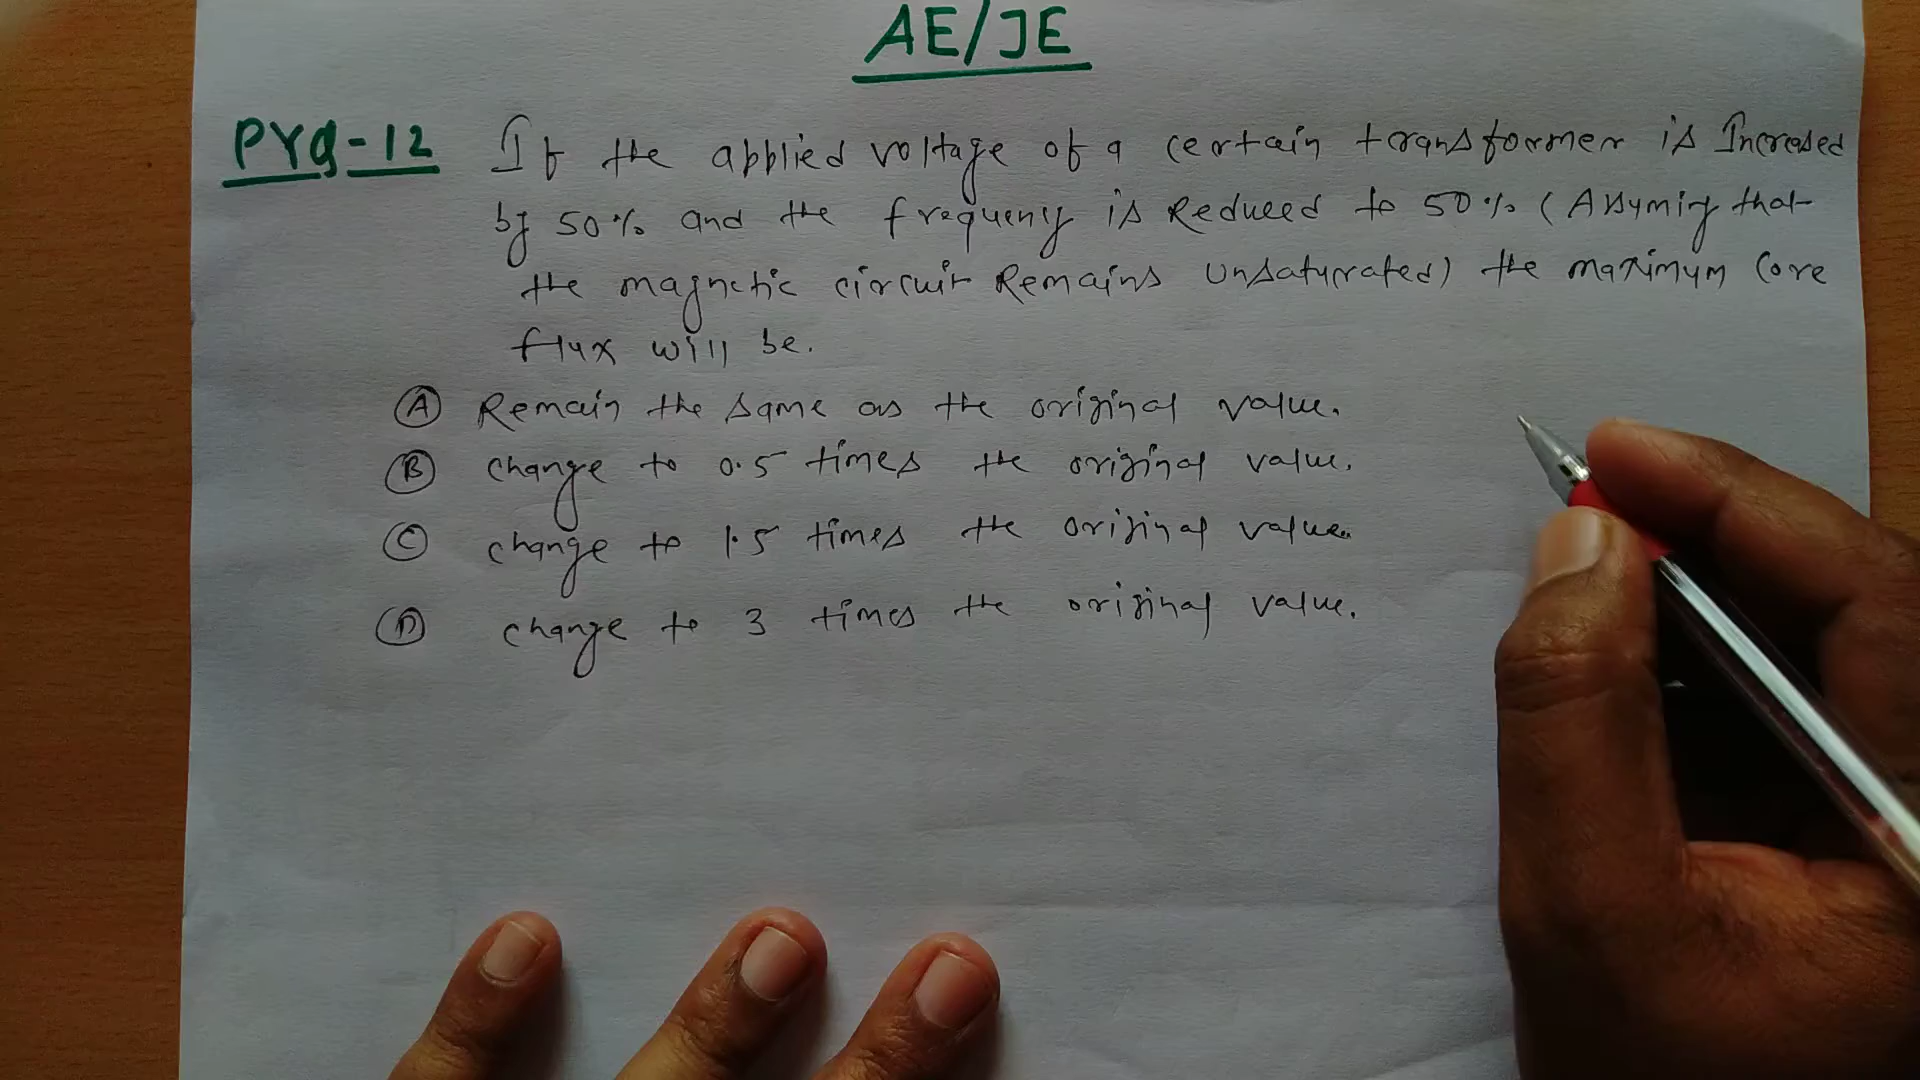 AE/JE
PYQ-12 If the applied voltage of a certain transformer is Increased
by 50% and the frequency is Reduced to 50% (Assuming that
the magnetic circuit Remains unsaturated) the maximum core
flux will be.
A Remain the same as the original value.
B change to 0.5 times the original value.
C change to 1.5 times the original value.
D change to 3 times the original value.